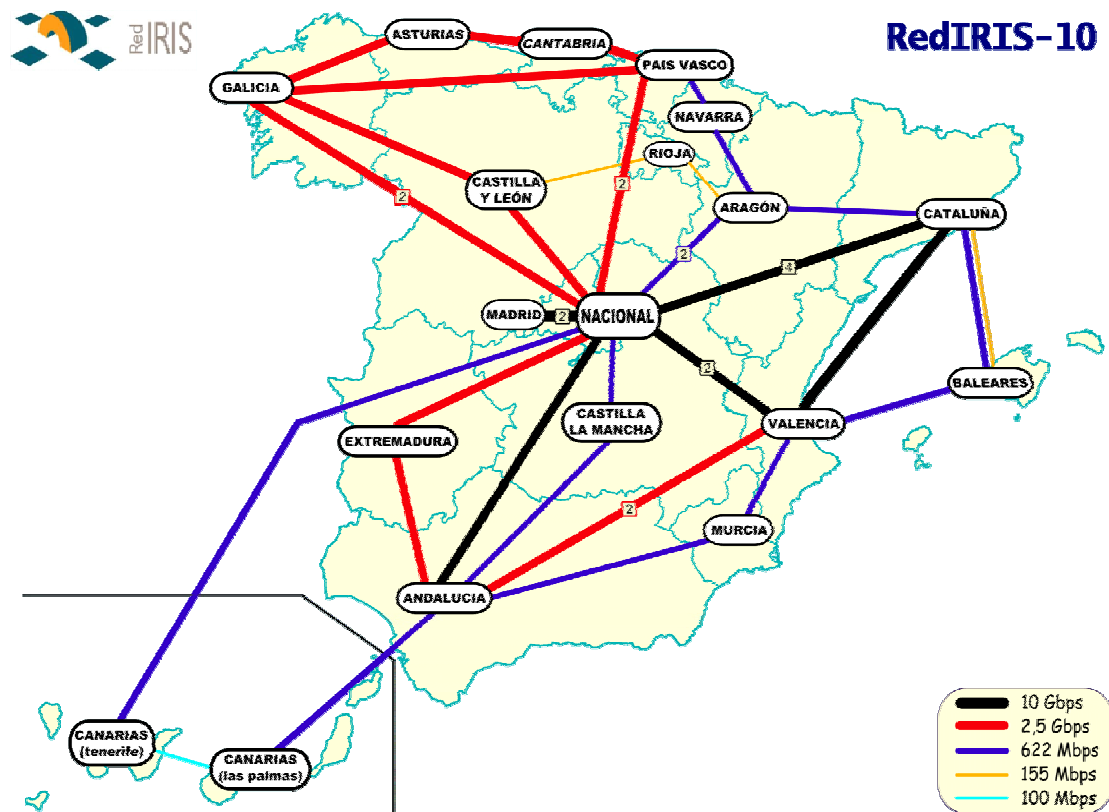 Red IRIS
RedIRIS-10
ASTURIAS
CANTABRIA
PAIS VASCO
GALICIA
NAVARRA
RIOJA
CASTILLA
Y LEÓN
2
2
ARAGÓN
CATALUÑA
2
4
MADRID
2
NACIONAL
2
BALEARES
CASTILLA
LA MANCHA
VALENCIA
EXTREMADURA
2
MURCIA
ANDALUCIA
CANARIAS
(tenerife)
CANARIAS
(las palmas)
10 Gbps
2,5 Gbps
622 Mbps
155 Mbps
100 Mbps